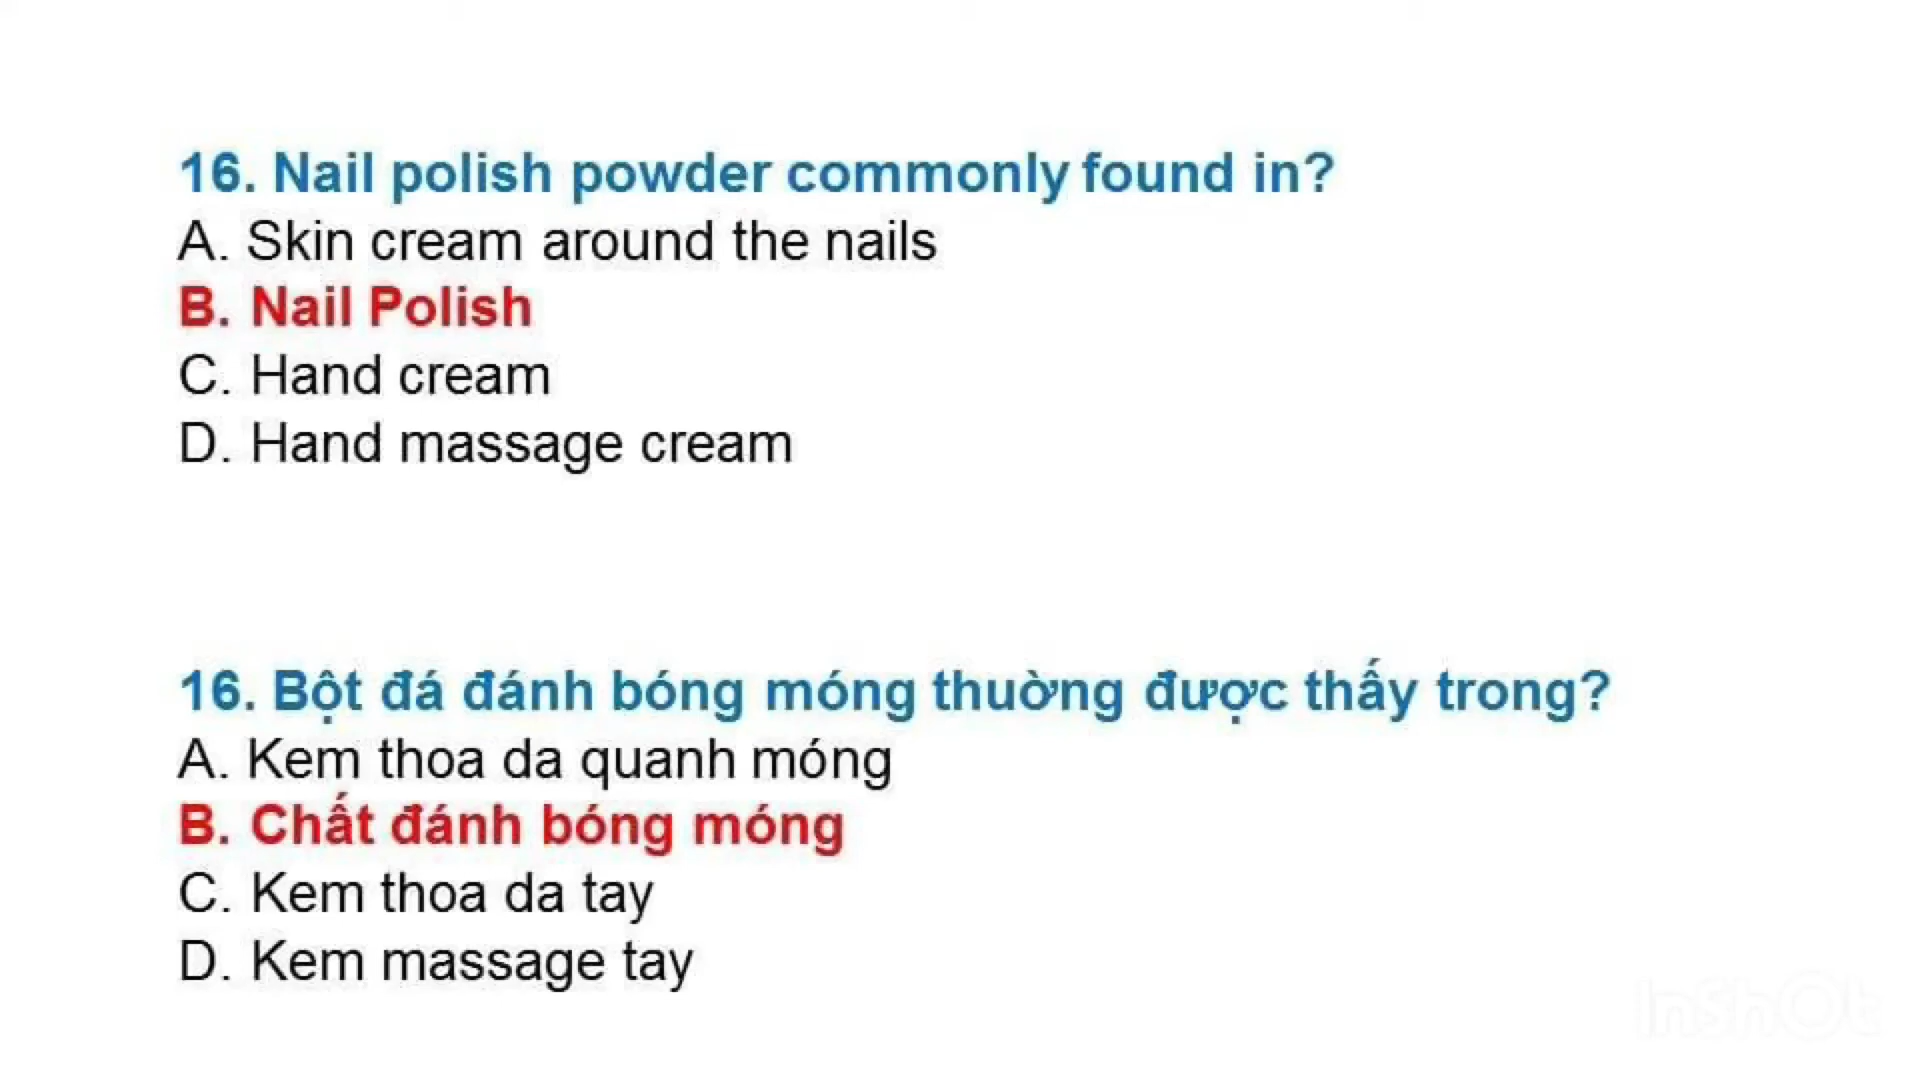 16. Nail polish powder commonly found in?
A. Skin cream around the nails
B. Nail Polish
C. Hand cream
D. Hand massage cream
16. Bột đá đánh bóng móng thuờng được thấy trong?
A. Kem thoa da quanh móng
B. Chất đánh bóng móng
C. Kem thoa da tay
D. Kem massage tay
InShOt